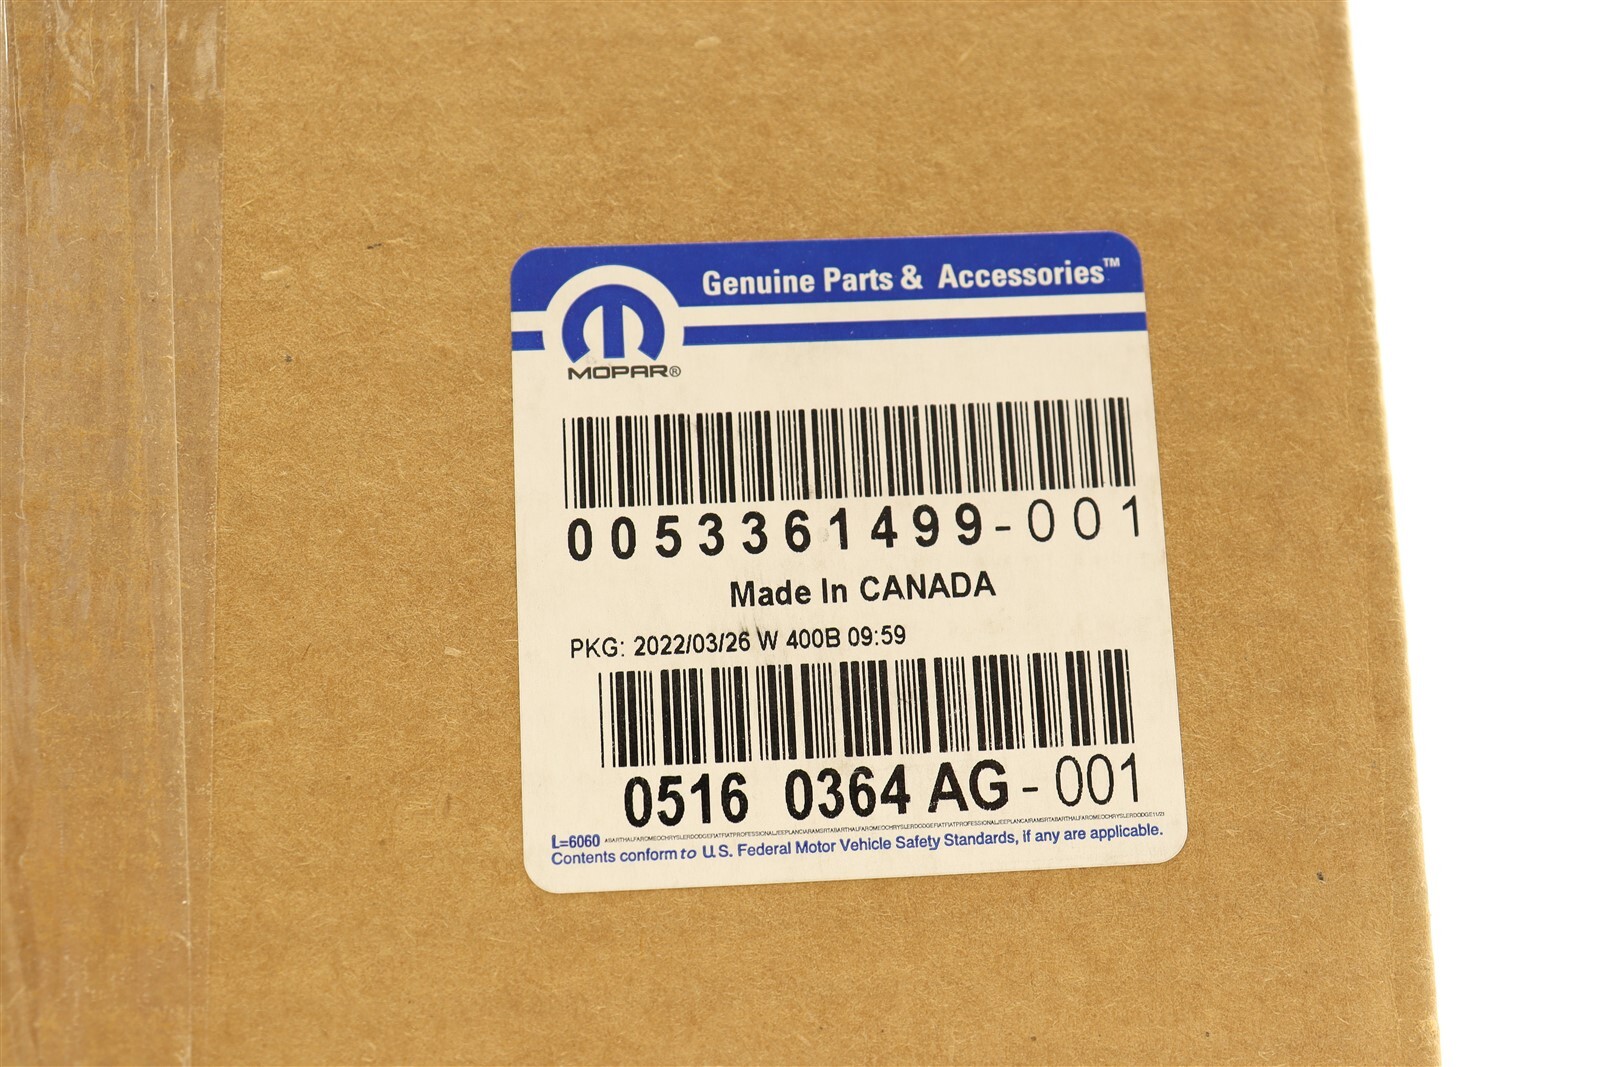 Genuine Parts & Accessories™
MOPAR®
0053361499-001
Made In CANADA
PKG: 2022/03/26 W 400B 09:59
0516 0364 AG-001
L=6060
Contents conform to U.S. Federal Motor Vehicle Safety Standards, if any are applicable.